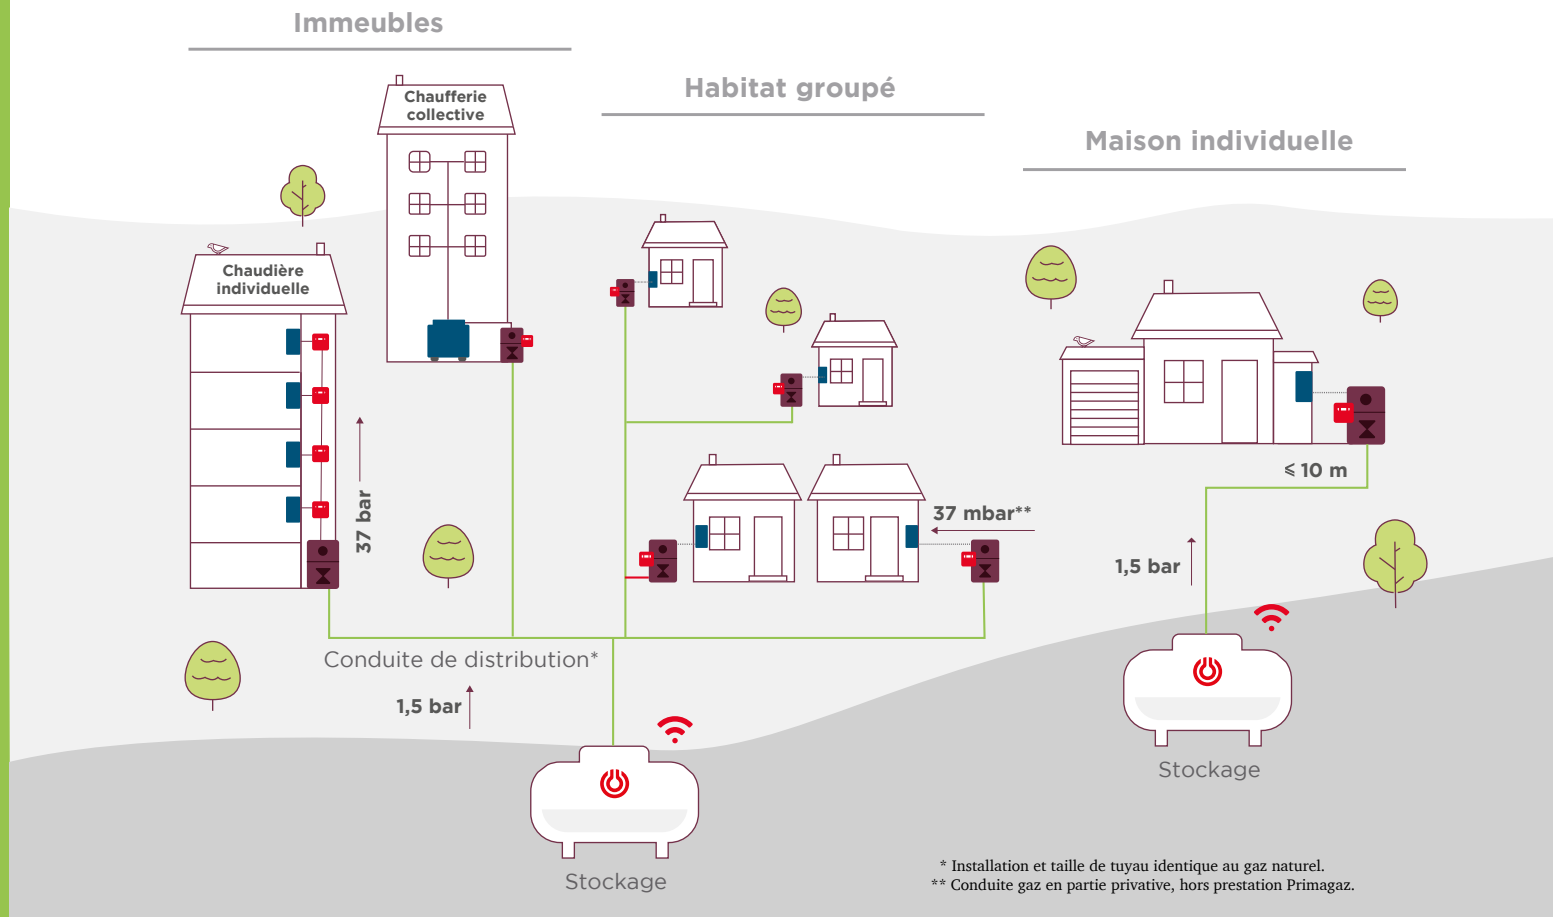 Immeubles
Habitat groupé
Maison individuelle
Chaufferie
collective
Chaudière
individuelle
37 bar
37 mbar**
≤ 10 m
1,5 bar
Conduite de distribution*
1,5 bar
Stockage
Stockage
* Installation et taille de tuyau identique au gaz naturel.
** Conduite gaz en partie privative, hors prestation Primagaz.